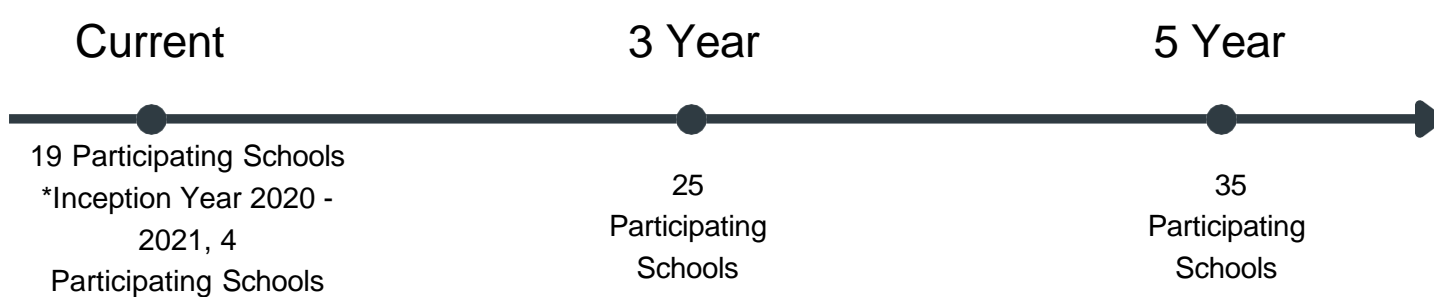 Current
3 Year
5 Year
19 Participating Schools
*Inception Year 2020 -
2021, 4
Participating Schools
25
Participating
Schools
35
Participating
Schools